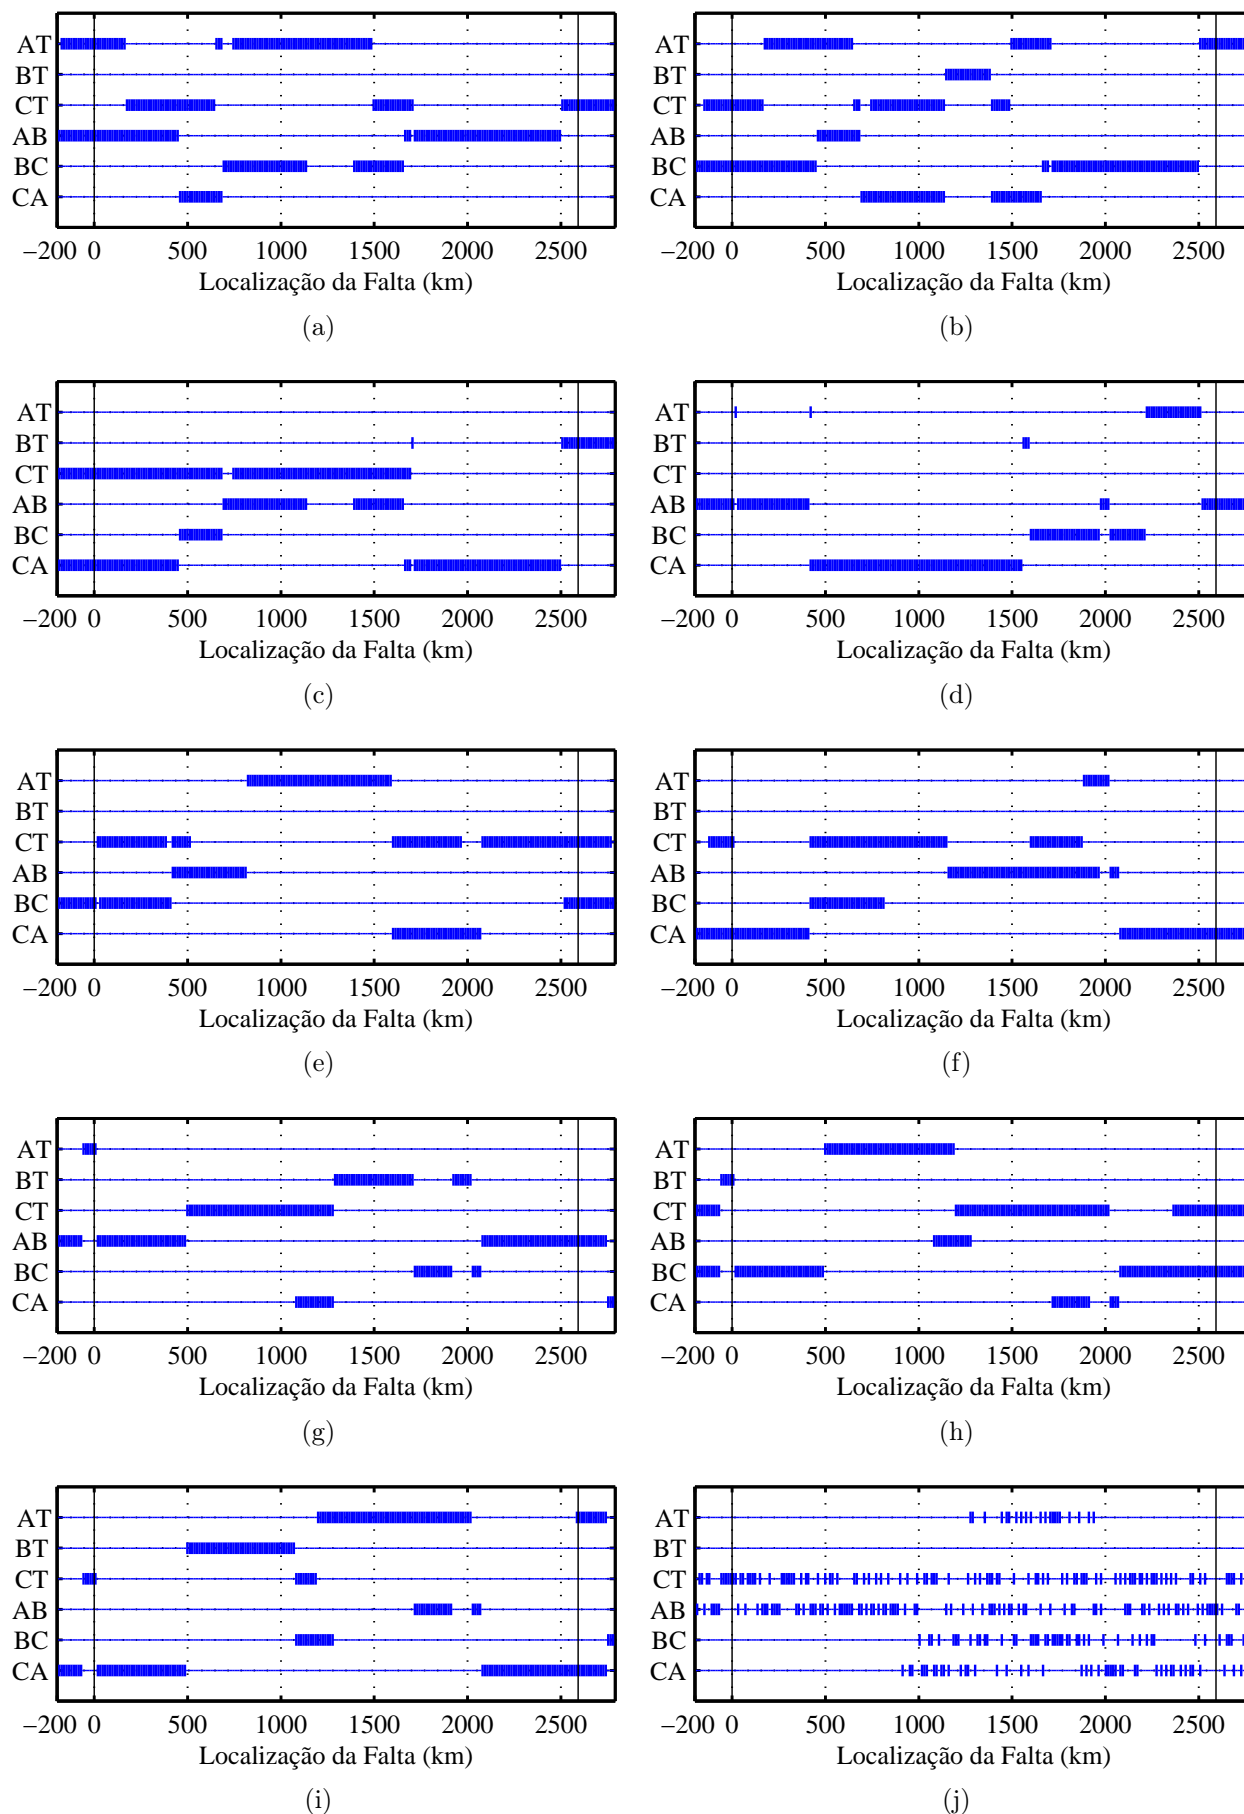 AT
BT
CT
AB
BC
CA
−200 0 500 1000 1500 2000 2500
Localização da Falta (km)
(a)
AT
BT
CT
AB
BC
CA
−200 0 500 1000 1500 2000 2500
Localização da Falta (km)
(b)
AT
BT
CT
AB
BC
CA
−200 0 500 1000 1500 2000 2500
Localização da Falta (km)
(c)
AT
BT
CT
AB
BC
CA
−200 0 500 1000 1500 2000 2500
Localização da Falta (km)
(d)
AT
BT
CT
AB
BC
CA
−200 0 500 1000 1500 2000 2500
Localização da Falta (km)
(e)
AT
BT
CT
AB
BC
CA
−200 0 500 1000 1500 2000 2500
Localização da Falta (km)
(f)
AT
BT
CT
AB
BC
CA
−200 0 500 1000 1500 2000 2500
Localização da Falta (km)
(g)
AT
BT
CT
AB
BC
CA
−200 0 500 1000 1500 2000 2500
Localização da Falta (km)
(h)
AT
BT
CT
AB
BC
CA
−200 0 500 1000 1500 2000 2500
Localização da Falta (km)
(i)
AT
BT
CT
AB
BC
CA
−200 0 500 1000 1500 2000 2500
Localização da Falta (km)
(j)